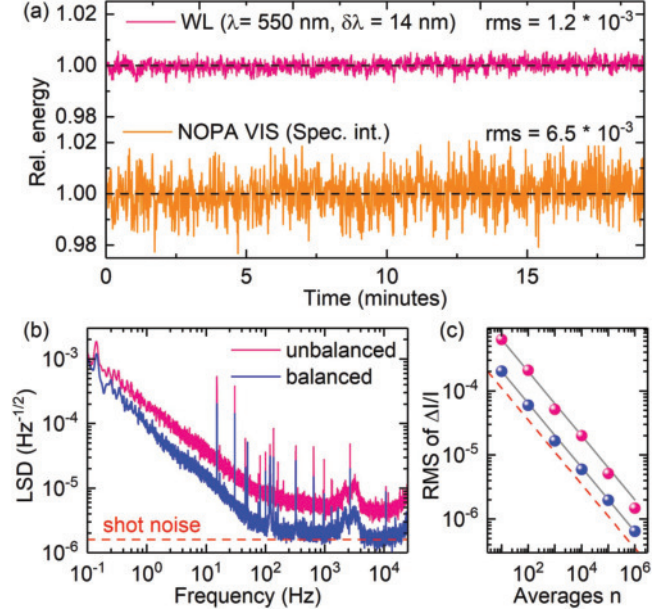 (a) 1.02 WL (λ= 550 nm, δλ = 14 nm) rms = 1.2 * 10⁻³
1.00
0.98
1.02 NOPA VIS (Spec. int.) rms = 6.5 * 10⁻³
1.00
0.98
Rel. energy
0 5 10 15
Time (minutes)
(b)
unbalanced
balanced
10⁻³
10⁻⁴
10⁻⁵
10⁻⁶
LSD (Hz⁻¹/²)
shot noise
10⁻¹ 10⁰ 10¹ 10² 10³ 10⁴
Frequency (Hz)
(c)
10⁻⁴
10⁻⁵
10⁻⁶
RMS of ΔI/I
10² 10⁴ 10⁶
Averages n